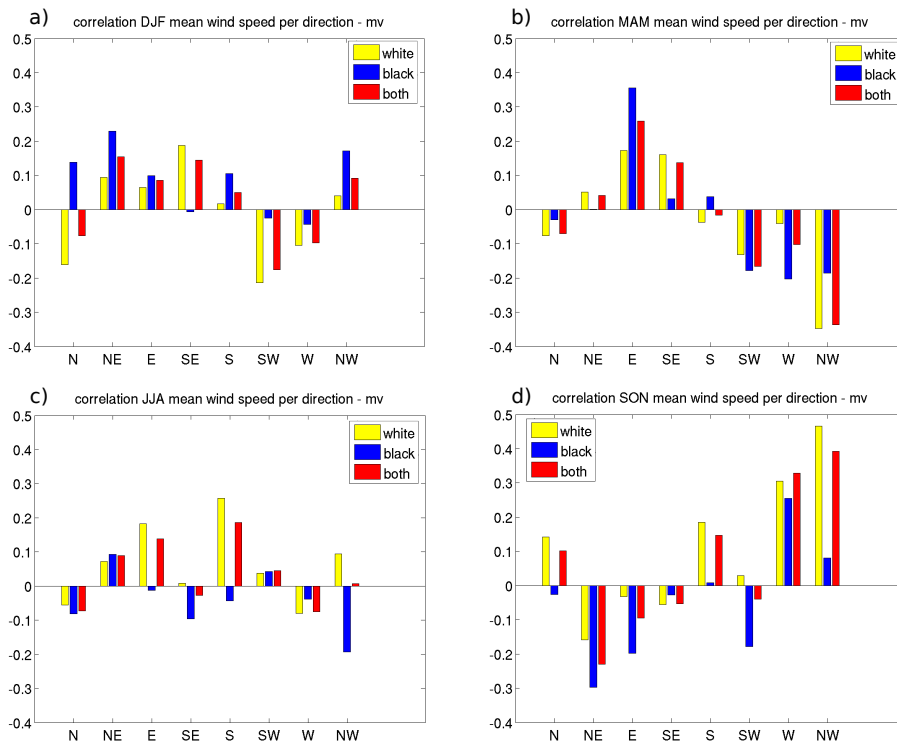 a)
correlation DJF mean wind speed per direction - mv
0.5
0.4
0.3
0.2
0.1
0
-0.1
-0.2
-0.3
-0.4
white
black
both
N NE E SE S SW W NW
b)
correlation MAM mean wind speed per direction - mv
0.5
0.4
0.3
0.2
0.1
0
-0.1
-0.2
-0.3
-0.4
white
black
both
N NE E SE S SW W NW
c)
correlation JJA mean wind speed per direction - mv
0.5
0.4
0.3
0.2
0.1
0
-0.1
-0.2
-0.3
-0.4
white
black
both
N NE E SE S SW W NW
d)
correlation SON mean wind speed per direction - mv
0.5
0.4
0.3
0.2
0.1
0
-0.1
-0.2
-0.3
-0.4
white
black
both
N NE E SE S SW W NW